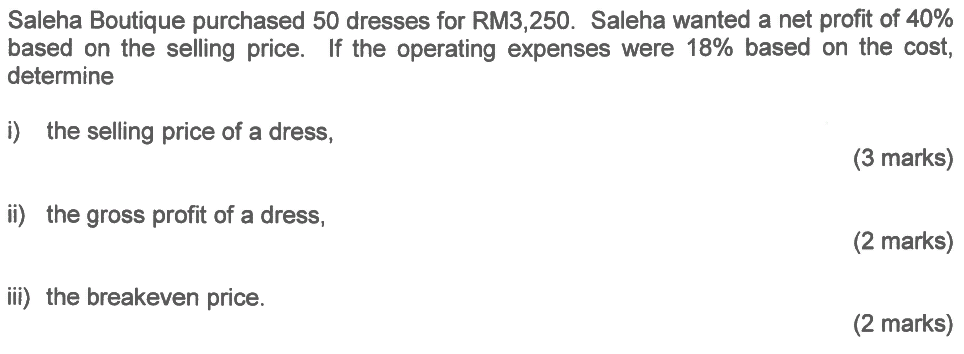 Saleha Boutique purchased 50 dresses for RM3,250. Saleha wanted a net profit of 40%
based on the selling price. If the operating expenses were 18% based on the cost,
determine
i) the selling price of a dress,
(3 marks)
ii) the gross profit of a dress,
(2 marks)
iii) the breakeven price.
(2 marks)